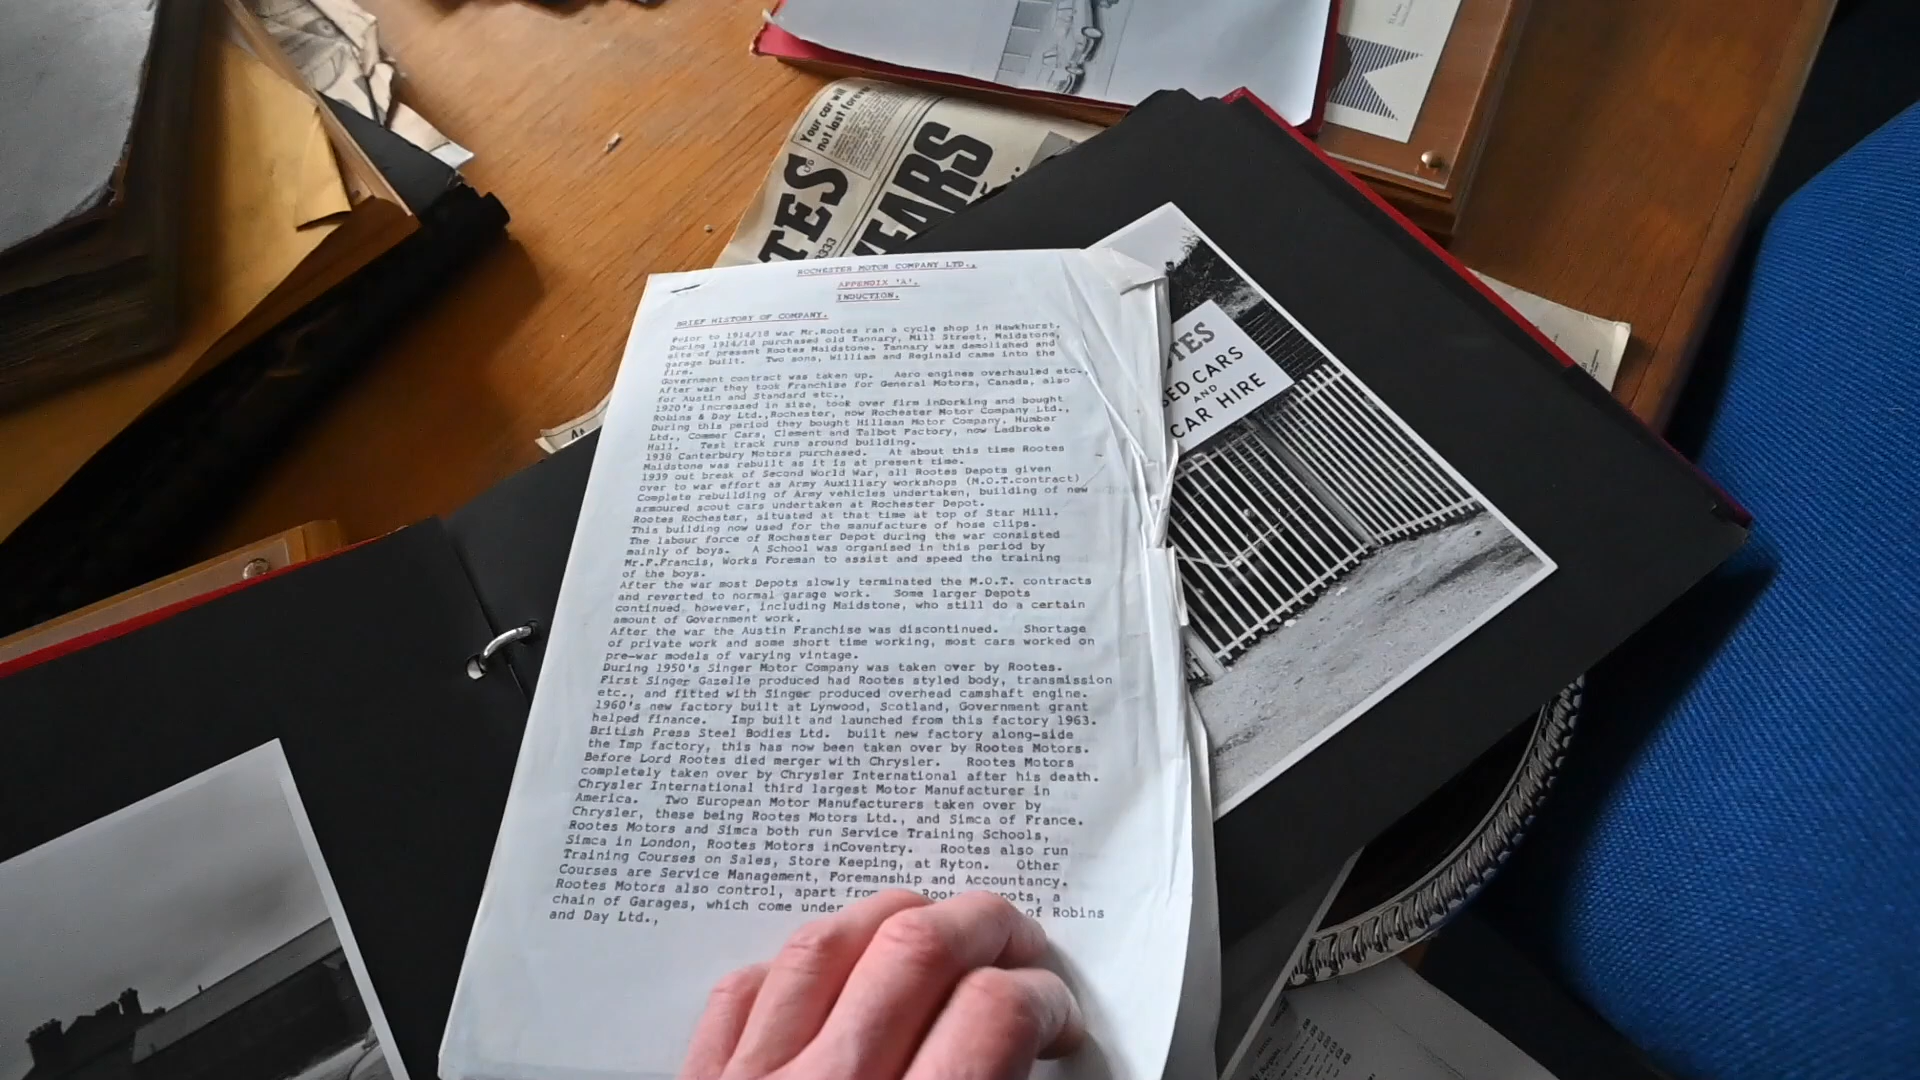 Your car will
not last forever
TES
YEARS
333
ROCHESTER MOTOR COMPANY LTD.,
APPENDIX 'A'.
INDUCTION.
BRIEF HISTORY OF COMPANY.
Prior to 1914/18 war Mr.Rootes ran a cycle shop in Hawkhurst.
During 1914/18 purchased old Tannary, Mill Street, Maidstone,
site of present Rootes Maidstone. Tannary was demolished and
garage built. Two sons, William and Reginald came into the
firm.
Government contract was taken up. Aero engines overhauled etc.,
After war they took Franchise for General Motors, Canada, also
for Austin and Standard etc.,
1920's increased in size, took over firm inDorking and bought
Robins & Day Ltd.,Rochester, now Rochester Motor Company Ltd.,
During this period they bought Hillman Motor Company, Humber
Ltd., Commer Cars, Clement and Talbot Factory, now Ladbroke
Hall. Test track runs around building.
1938 Canterbury Motors purchased. At about this time Rootes
Maidstone was rebuilt as it is at present time.
1939 out break of Second World War, all Rootes Depots given
over to war effort as Army Auxiliary workshops (M.O.T.contract)
Complete rebuilding of Army vehicles undertaken, building of new
armoured scout cars undertaken at Rochester Depot.
Rootes Rochester, situated at that time at top of Star Hill.
This building now used for the manufacture of hose clips.
The labour force of Rochester Depot during the war consisted
mainly of boys. A School was organised in this period by
Mr.F.Francis, Works Foreman to assist and speed the training
of the boys.
After the war most Depots slowly terminated the M.O.T. contracts
and reverted to normal garage work. Some larger Depots
continued however, including Maidstone, who still do a certain
amount of Government work.
After the war the Austin Franchise was discontinued. Shortage
of private work and some short time working, most cars worked on
pre-war models of varying vintage.
During 1950's Singer Motor Company was taken over by Rootes.
First Singer Gazelle produced had Rootes styled body, transmission
etc., and fitted with Singer produced overhead camshaft engine.
1960's new factory built at Lynwood, Scotland, Government grant
helped finance. Imp built and launched from this factory 1963.
British Press Steel Bodies Ltd. built new factory along-side
the Imp factory, this has now been taken over by Rootes Motors.
Before Lord Rootes died merger with Chrysler. Rootes Motors
completely taken over by Chrysler International after his death.
Chrysler International third largest Motor Manufacturer in
America. Two European Motor Manufacturers taken over by
Chrysler, these being Rootes Motors Ltd., and Simca of France.
Rootes Motors and Simca both run Service Training Schools,
Simca in London, Rootes Motors inCoventry. Rootes also run
Training Courses on Sales, Store Keeping, at Ryton. Other
Courses are Service Management, Foremanship and Accountancy.
Rootes Motors also control, apart from a
chain of Garages, which come under of Robins
and Day Ltd.,
TES
ED CARS
AND
CAR HIRE